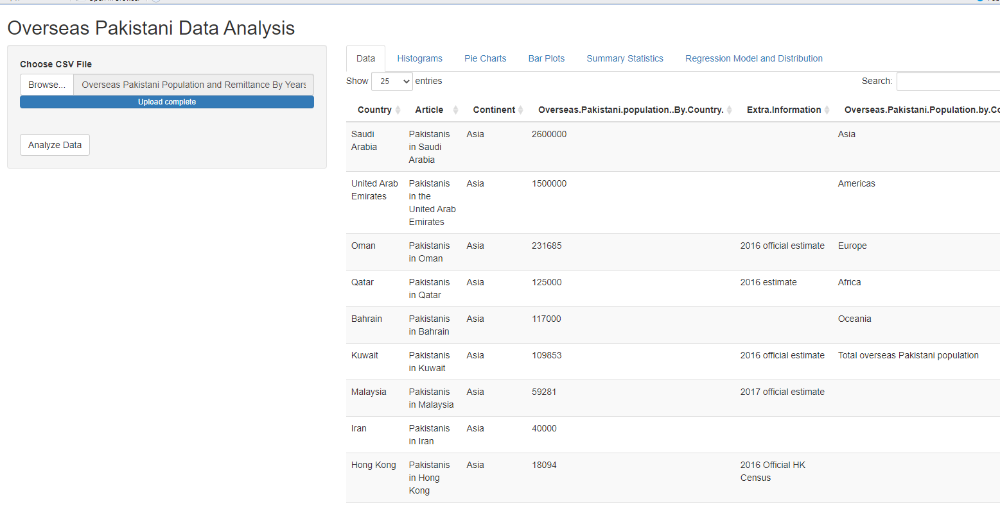 Overseas Pakistani Data Analysis
Choose CSV File
Browse... Overseas Pakistani Population and Remittance By Years
Upload complete
Analyze Data
Data Histograms Pie Charts Bar Plots Summary Statistics Regression Model and Distribution
Show 25 entries Search:
Country Article Continent Overseas.Pakistani.population..By.Country. Extra.Information Overseas.Pakistani.Population.by.Co
Saudi Pakistanis Asia 2600000 Asia
Arabia in Saudi
Arabia
United Arab Pakistanis Asia 1500000 Americas
Emirates in the
United Arab
Emirates
Oman Pakistanis Asia 231685 2016 official estimate Europe
in Oman
Qatar Pakistanis Asia 125000 2016 estimate Africa
in Qatar
Bahrain Pakistanis Asia 117000 Oceania
in Bahrain
Kuwait Pakistanis Asia 109853 2016 official estimate Total overseas Pakistani population
in Kuwait
Malaysia Pakistanis Asia 59281 2017 official estimate
in Malaysia
Iran Pakistanis Asia 40000
in Iran
Hong Kong Pakistanis Asia 18094 2016 Official HK
in Hong Census
Kong